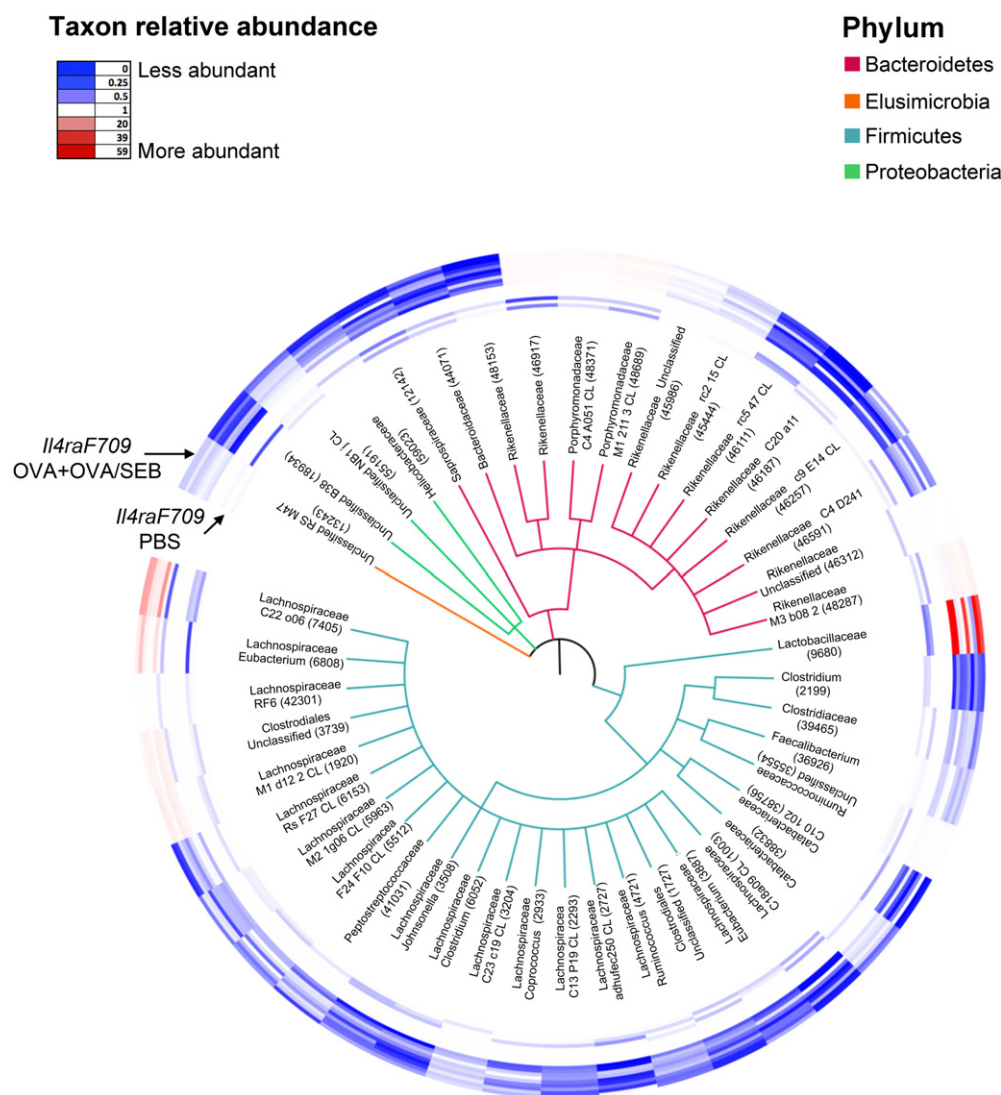 Taxon relative abundance
0
0.25
0.5
1
20
39
59
Less abundant
More abundant
Phylum
Bacteroidetes
Elusimicrobia
Firmicutes
Proteobacteria
Il4raF709
OVA+OVA/SEB
Il4raF709
PBS
Unclassified RS M47
(13243)
Unclassified B38 (18934)
Unclassified NB1 j CL
(55191)
Helicobacteraceae
(59023)
Saprospiraceae (12142)
Bacteroidaceae (44071)
Rikenellaceae (48153)
Rikenellaceae (46917)
Porphyromonadaceae
C4 A051 CL (48371)
Porphyromonadaceae
M1 211 3 CL (48689)
Rikenellaceae Unclassified
(45986)
Rikenellaceae rc2 15 CL
(45444)
Rikenellaceae rc5 47 CL
(46111)
Rikenellaceae C20 a11
(46187)
Rikenellaceae c9 E14 CL
(46257)
Rikenellaceae C4 D241
(46591)
Rikenellaceae
Unclassified (46312)
Rikenellaceae
M3 b08 2 (48287)
Lactobacillaceae
(9680)
Clostridium
(2199)
Clostridiaceae
(39465)
Faecalibacterium
(36926)
Ruminococcaceae
Unclassified (35554)
Catabacteriaceae
C10 102 (38756)
Catabacteriaceae
(38832)
Lachnospiraceae
C18a09 CL (1003)
Lachnospiraceae
Eubacterium (3887)
Clostrodiales
Unclassified (1727)
Lachnospiraceae
Ruminococcus (4721)
Lachnospiraceae
adhufec250 CL (2727)
Lachnospiracea
C13 P19 CL (2293)
Lachnospiraceae
Coprococcus (2933)
Lachnospiraceae
C23 c19 CL (3204)
Lachnospiraceae
Clostridium (6052)
Lachnospiraceae
Johnsonella (3508)
Peptostreptococcaceae
(41031)
Lachnospiracea
F24 F10 CL (5512)
Lachnospiraceae
M2 1g06 CL (5963)
Lachnospiraceae
Rs F27 CL (6153)
Lachnospiraceae
M1 d12 2 CL (1920)
Clostrodiales
Unclassified (3739)
Lachnospiraceae
RF6 (42301)
Lachnospiraceae
Eubacterium (6808)
Lachnospiraceae
C22 o06 (7405)